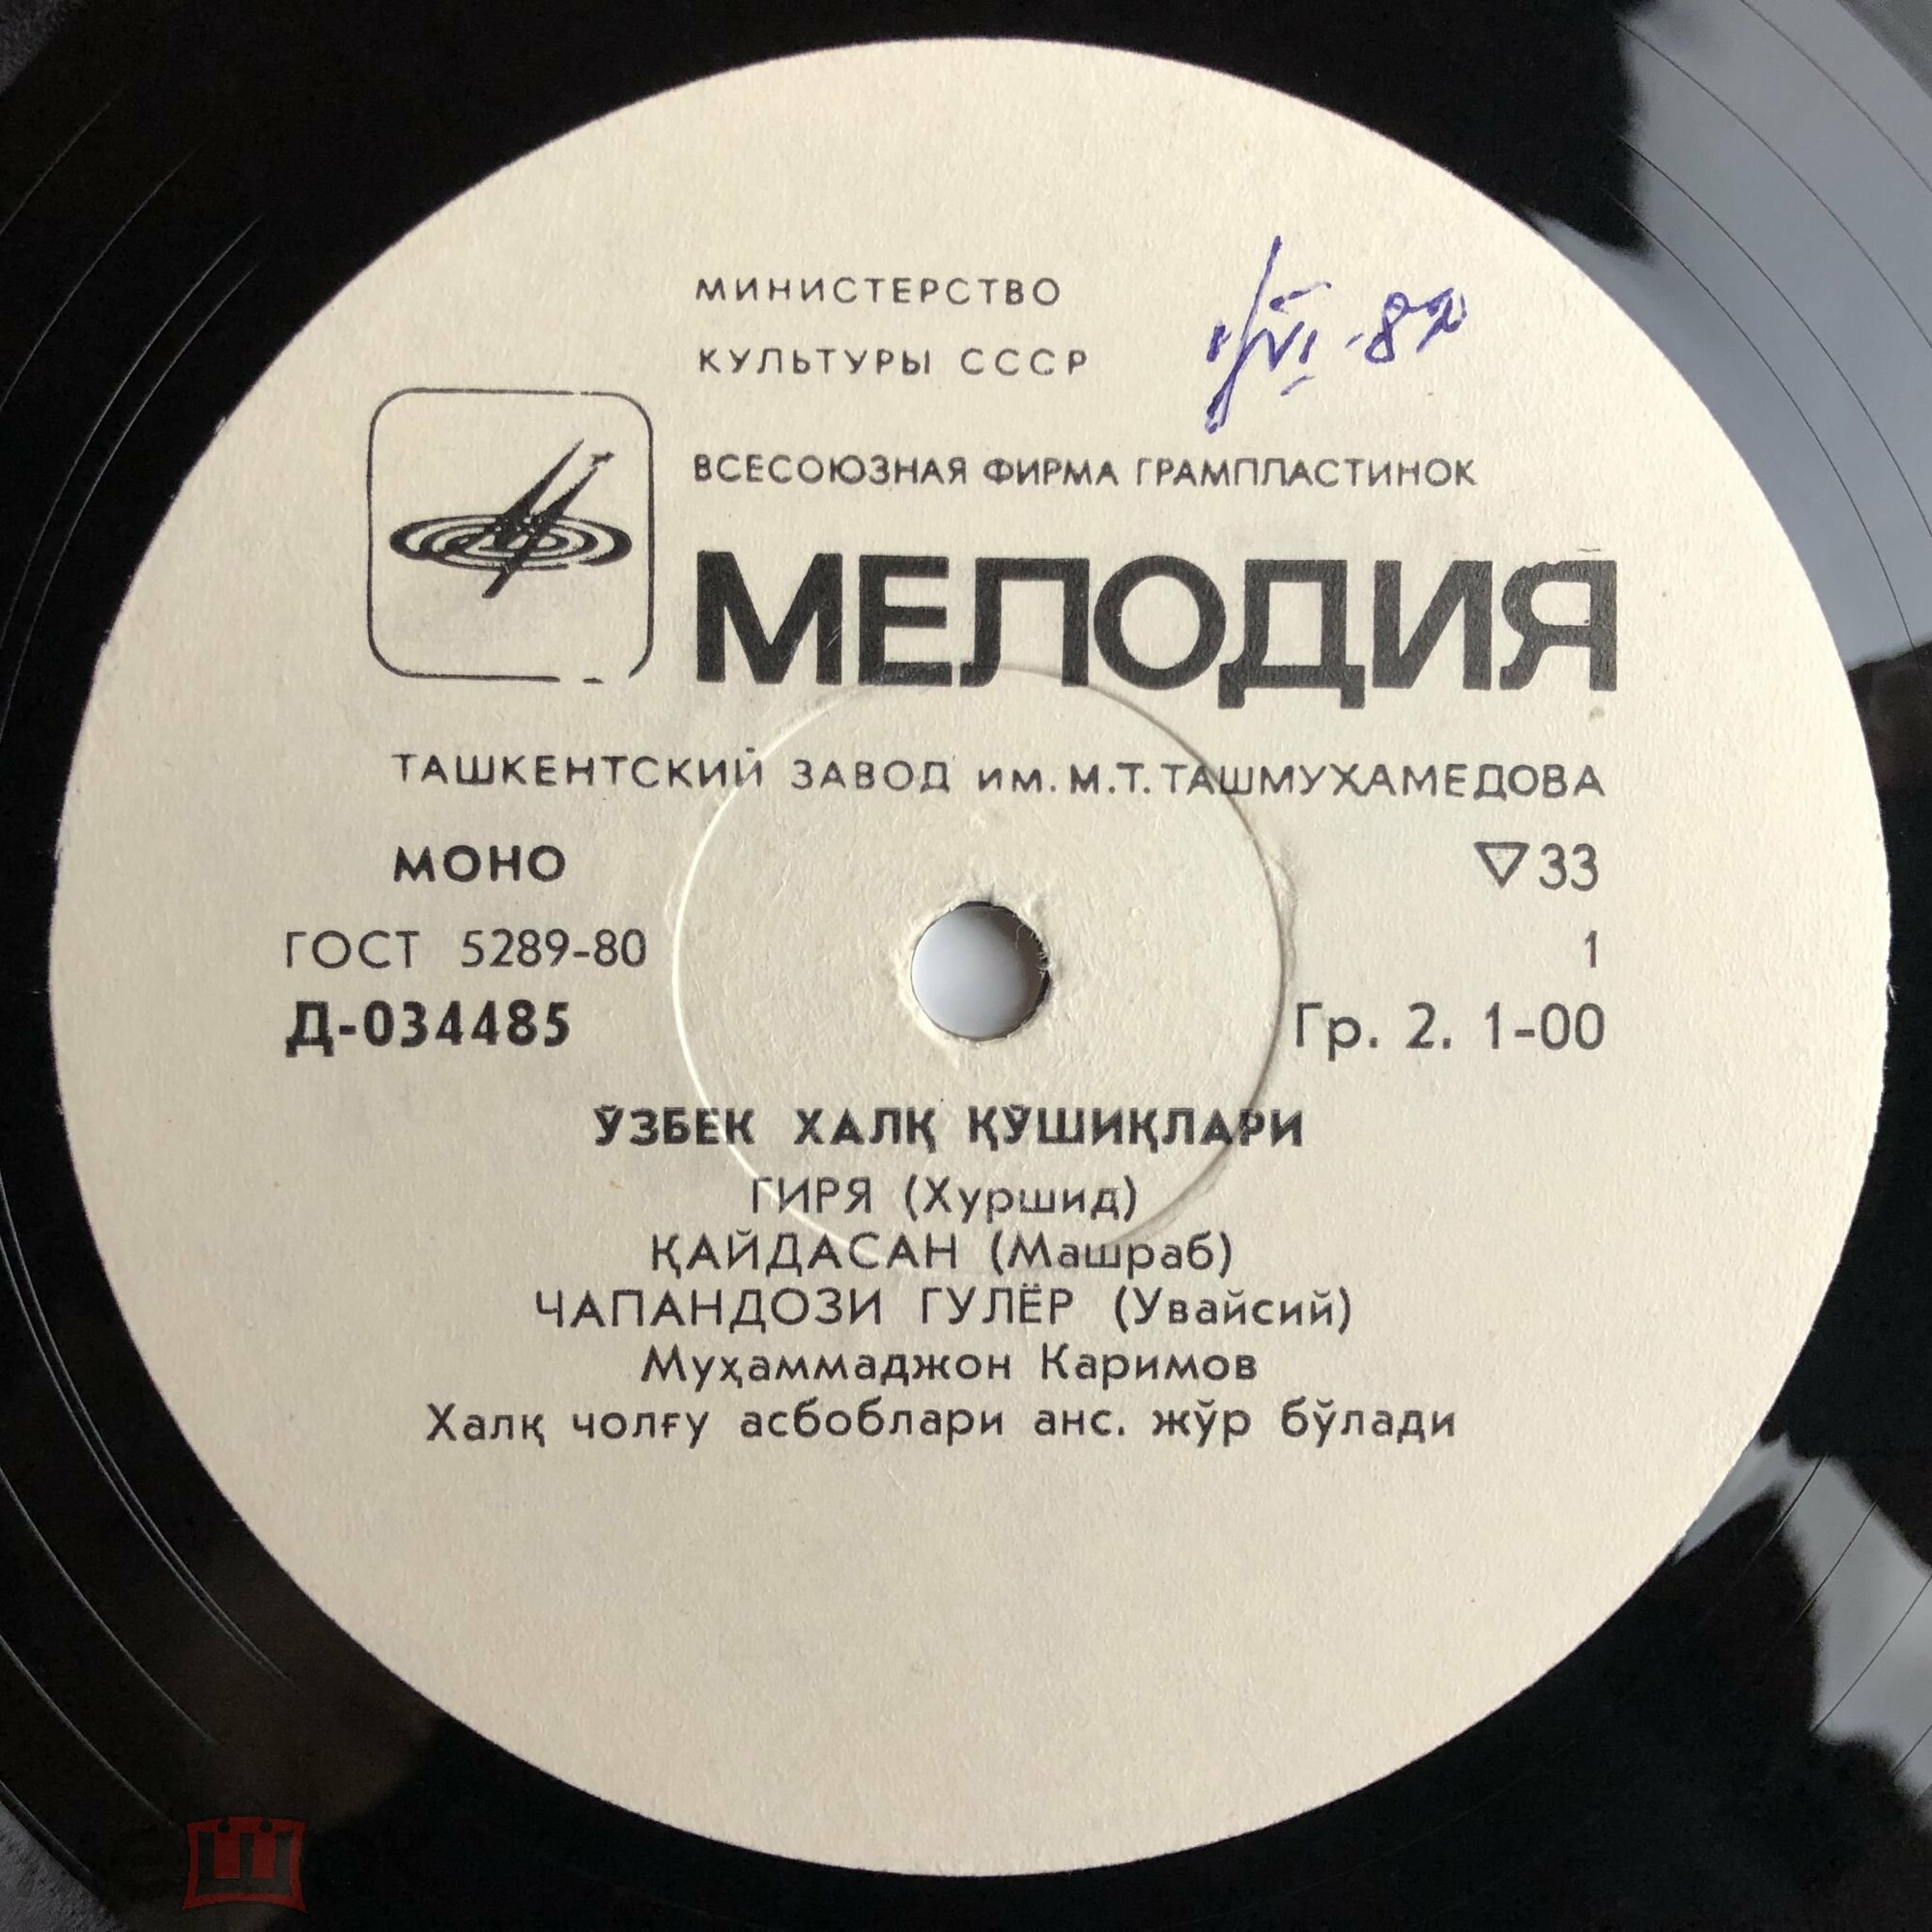 МИНИСТЕРСТВО
КУЛЬТУРЫ СССР
ВСЕСОЮЗНАЯ ФИРМА ГРАМПЛАСТИНОК
МЕЛОДИЯ
ТАШКЕНТСКИЙ ЗАВОД им. М.Т. ТАШМУХАМЕДОВА
МОНО
▽33
ГОСТ 5289-80
1
Д-034485
Гр. 2. 1-00
ЎЗБЕК ХАЛҚ ҚЎШИҚЛАРИ
ГИРЯ (Хуршид)
ҚАЙДАСАН (Машраб)
ЧАПАНДОЗИ ГУЛЁР (Увайсий)
Муҳаммаджон Каримов
Халқ чолғу асбоблари анс. жўр бўлади